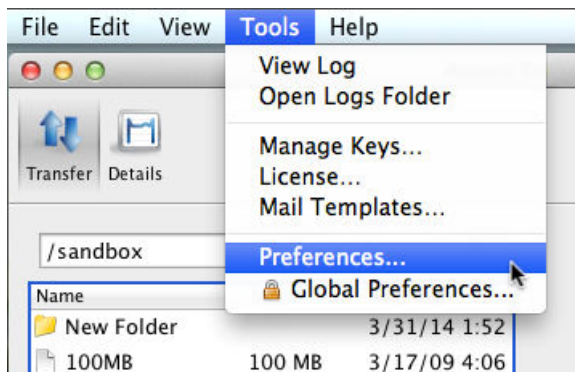 File Edit View Tools Help
View Log
Open Logs Folder
Transfer Details
Manage Keys...
License...
Mail Templates...
/sandbox
Preferences...
Global Preferences...
Name
New Folder 3/31/14 1:52
100MB 100 MB 3/17/09 4:06